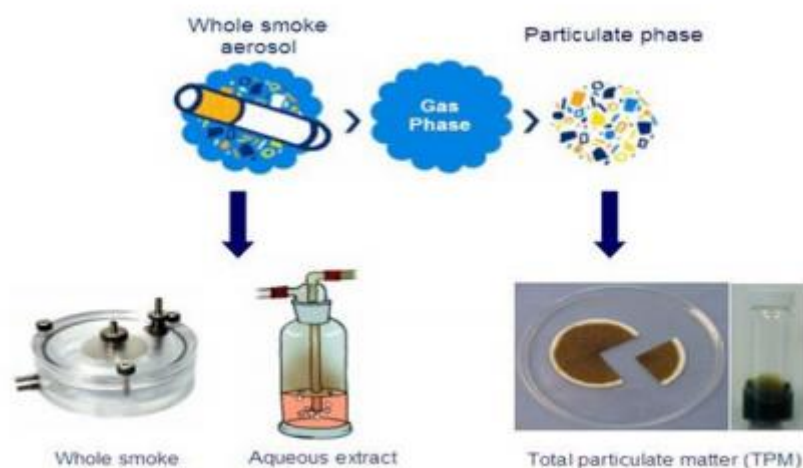 Whole smoke
aerosol
Particulate phase
Gas
Phase
Whole smoke
Aqueous extract
Total particulate matter (TPM)